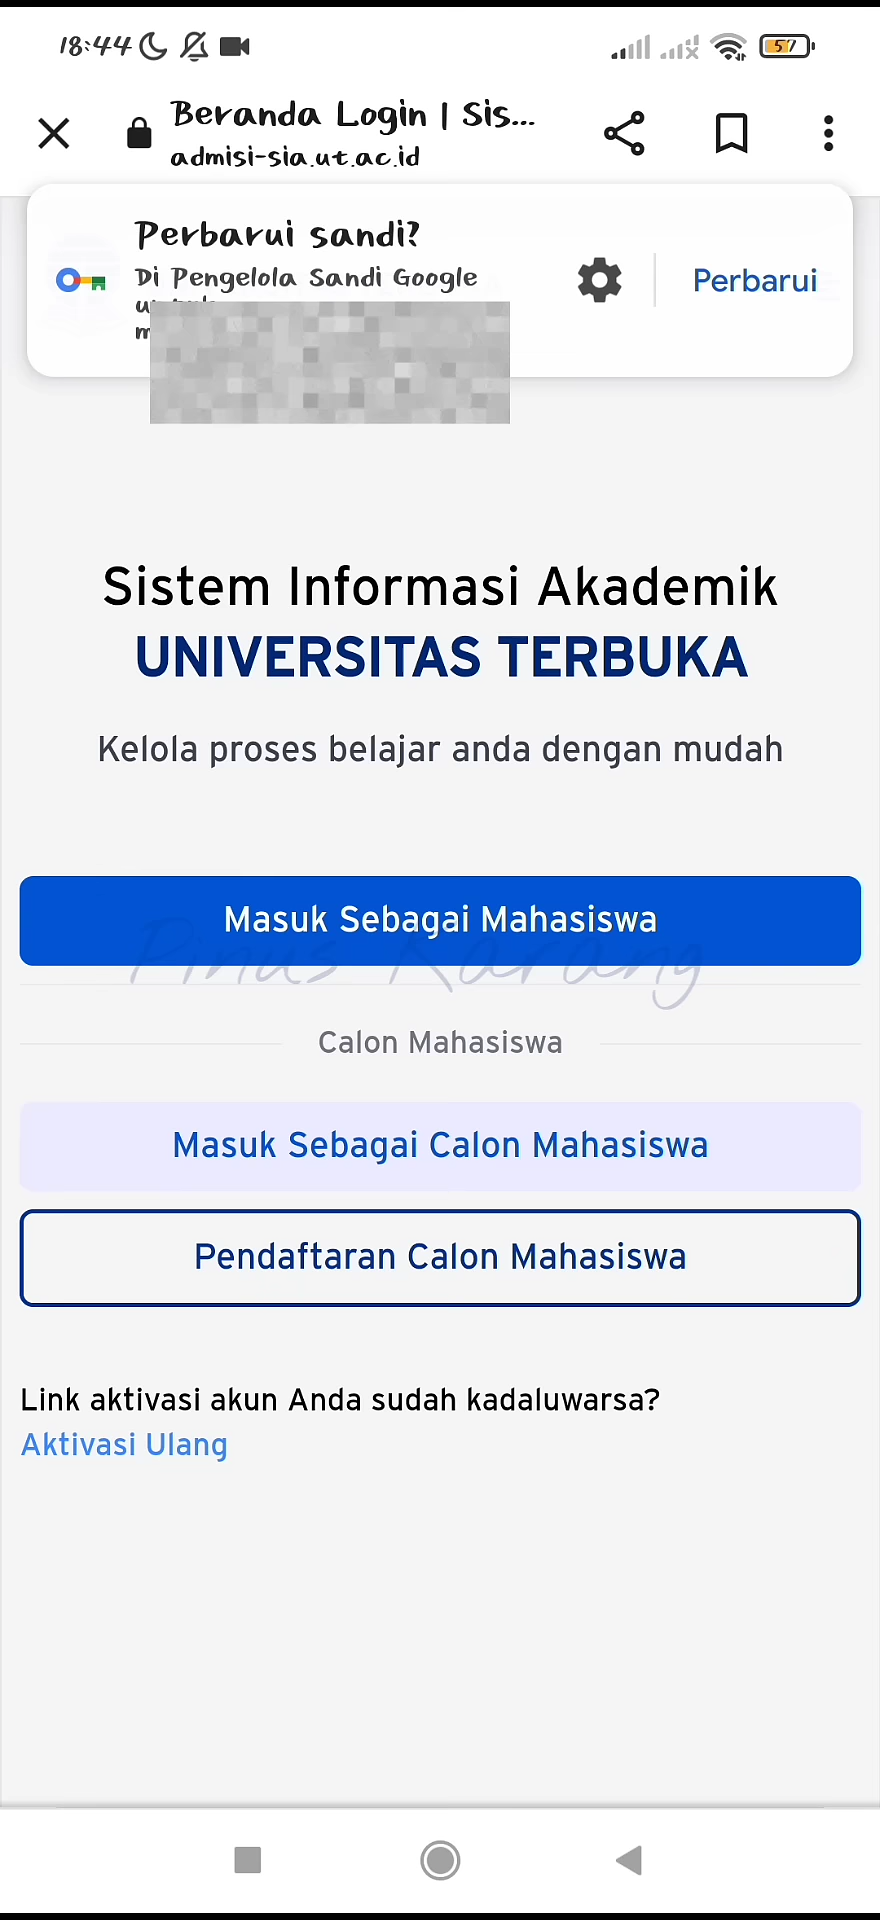 18:44
57
Beranda Login | Sis...
admisi-sia.ut.ac.id
Perbarui sandi?
Di Pengelola Sandi Google
Perbarui
Sistem Informasi Akademik
UNIVERSITAS TERBUKA
Kelola proses belajar anda dengan mudah
Masuk Sebagai Mahasiswa
Pinus Karang
Calon Mahasiswa
Masuk Sebagai Calon Mahasiswa
Pendaftaran Calon Mahasiswa
Link aktivasi akun Anda sudah kadaluwarsa?
Aktivasi Ulang